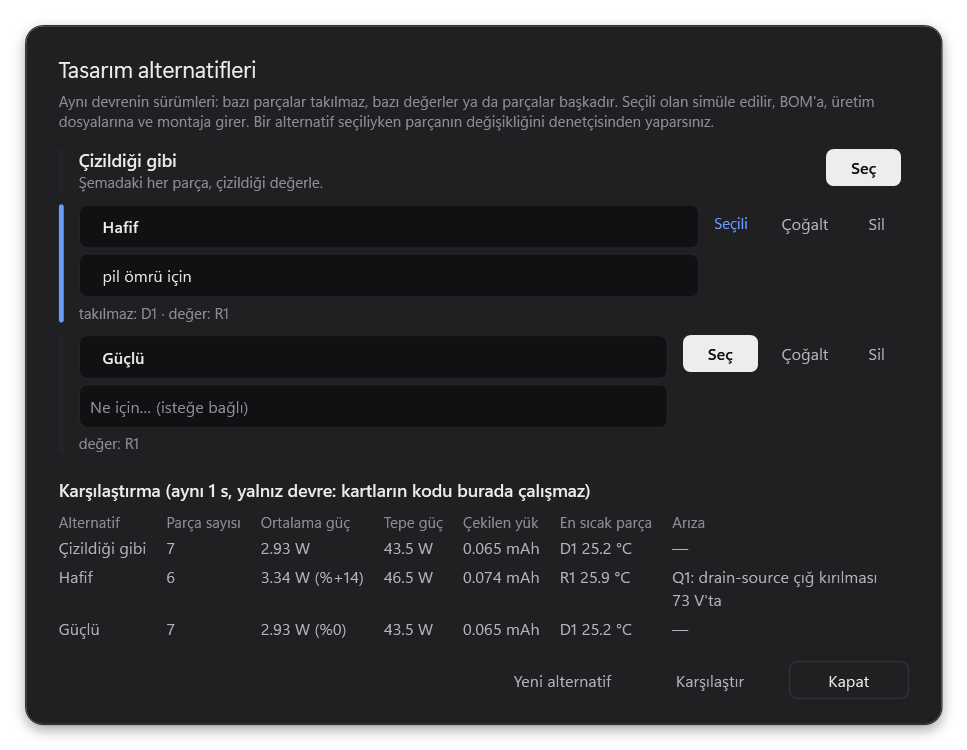 Tasarım alternatifleri
Aynı devrenin sürümleri: bazı parçalar takılmaz, bazı değerler ya da parçalar başkadır. Seçili olan simüle edilir, BOM'a, üretim
dosyalarına ve montaja girer. Bir alternatif seçiliyken parçanın değişikliğini denetçisinden yaparsınız.
Çizildiği gibi
Seç
Şemadaki her parça, çizildiği değerle.
Hafif
Seçili
Çoğalt
Sil
pil ömrü için
takılmaz: D1 · değer: R1
Güçlü
Seç
Çoğalt
Sil
Ne için... (isteğe bağlı)
değer: R1
Karşılaştırma (aynı 1 s, yalnız devre: kartların kodu burada çalışmaz)
Alternatif Parça sayısı Ortalama güç Tepe güç Çekilen yük En sıcak parça Arıza
Çizildiği gibi 7 2.93 W 43.5 W 0.065 mAh D1 25.2 °C —
Hafif 6 3.34 W (%+14) 46.5 W 0.074 mAh R1 25.9 °C Q1: drain-source çığ kırılması
73 V'ta
Güçlü 7 2.93 W (%0) 43.5 W 0.065 mAh D1 25.2 °C —
Yeni alternatif
Karşılaştır
Kapat